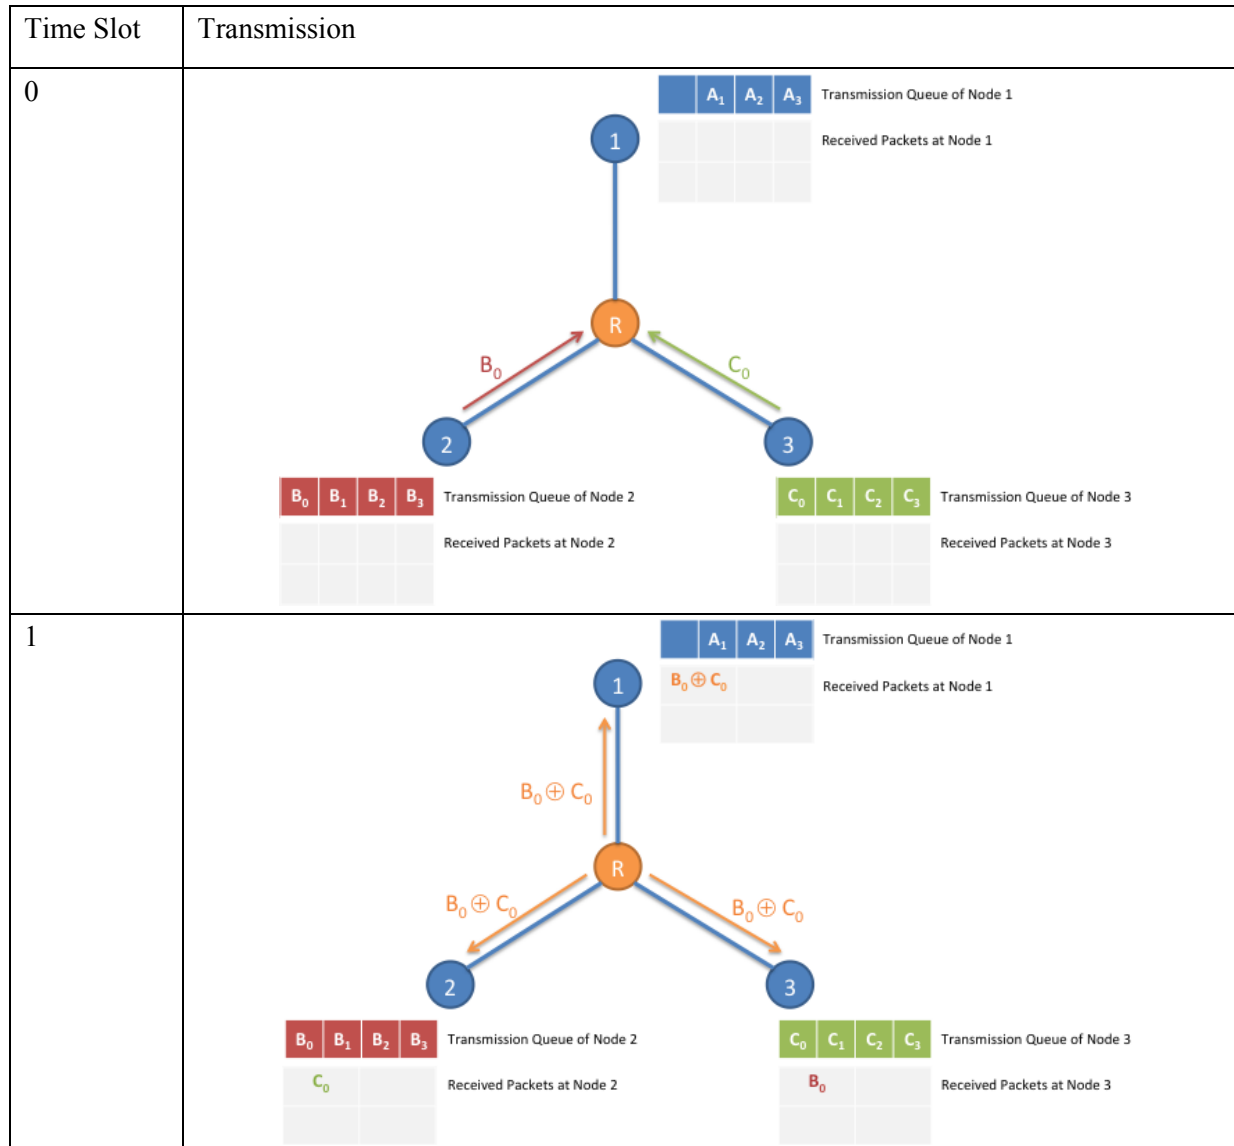 Time Slot Transmission
0
A₁ A₂ A₃ Transmission Queue of Node 1
1 Received Packets at Node 1
R
B₀ C₀
2 3
B₀ B₁ B₂ B₃ Transmission Queue of Node 2 C₀ C₁ C₂ C₃ Transmission Queue of Node 3
Received Packets at Node 2 Received Packets at Node 3
1
A₁ A₂ A₃ Transmission Queue of Node 1
1 B₀ ⊕ C₀ Received Packets at Node 1
B₀ ⊕ C₀
R
B₀ ⊕ C₀ B₀ ⊕ C₀
2 3
B₀ B₁ B₂ B₃ Transmission Queue of Node 2 C₀ C₁ C₂ C₃ Transmission Queue of Node 3
C₀ Received Packets at Node 2 B₀ Received Packets at Node 3